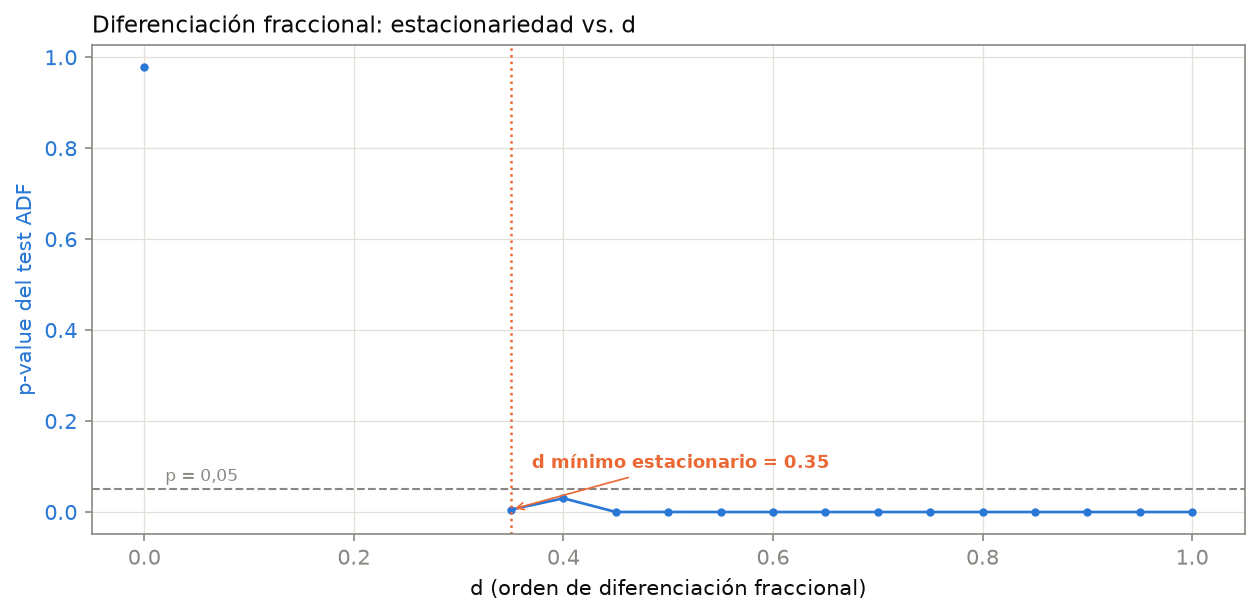 Diferenciación fraccional: estacionariedad vs. d
p-value del test ADF
1.0
0.8
0.6
0.4
0.2
0.0
p = 0,05
d mínimo estacionario = 0.35
0.0 0.2 0.4 0.6 0.8 1.0
d (orden de diferenciación fraccional)